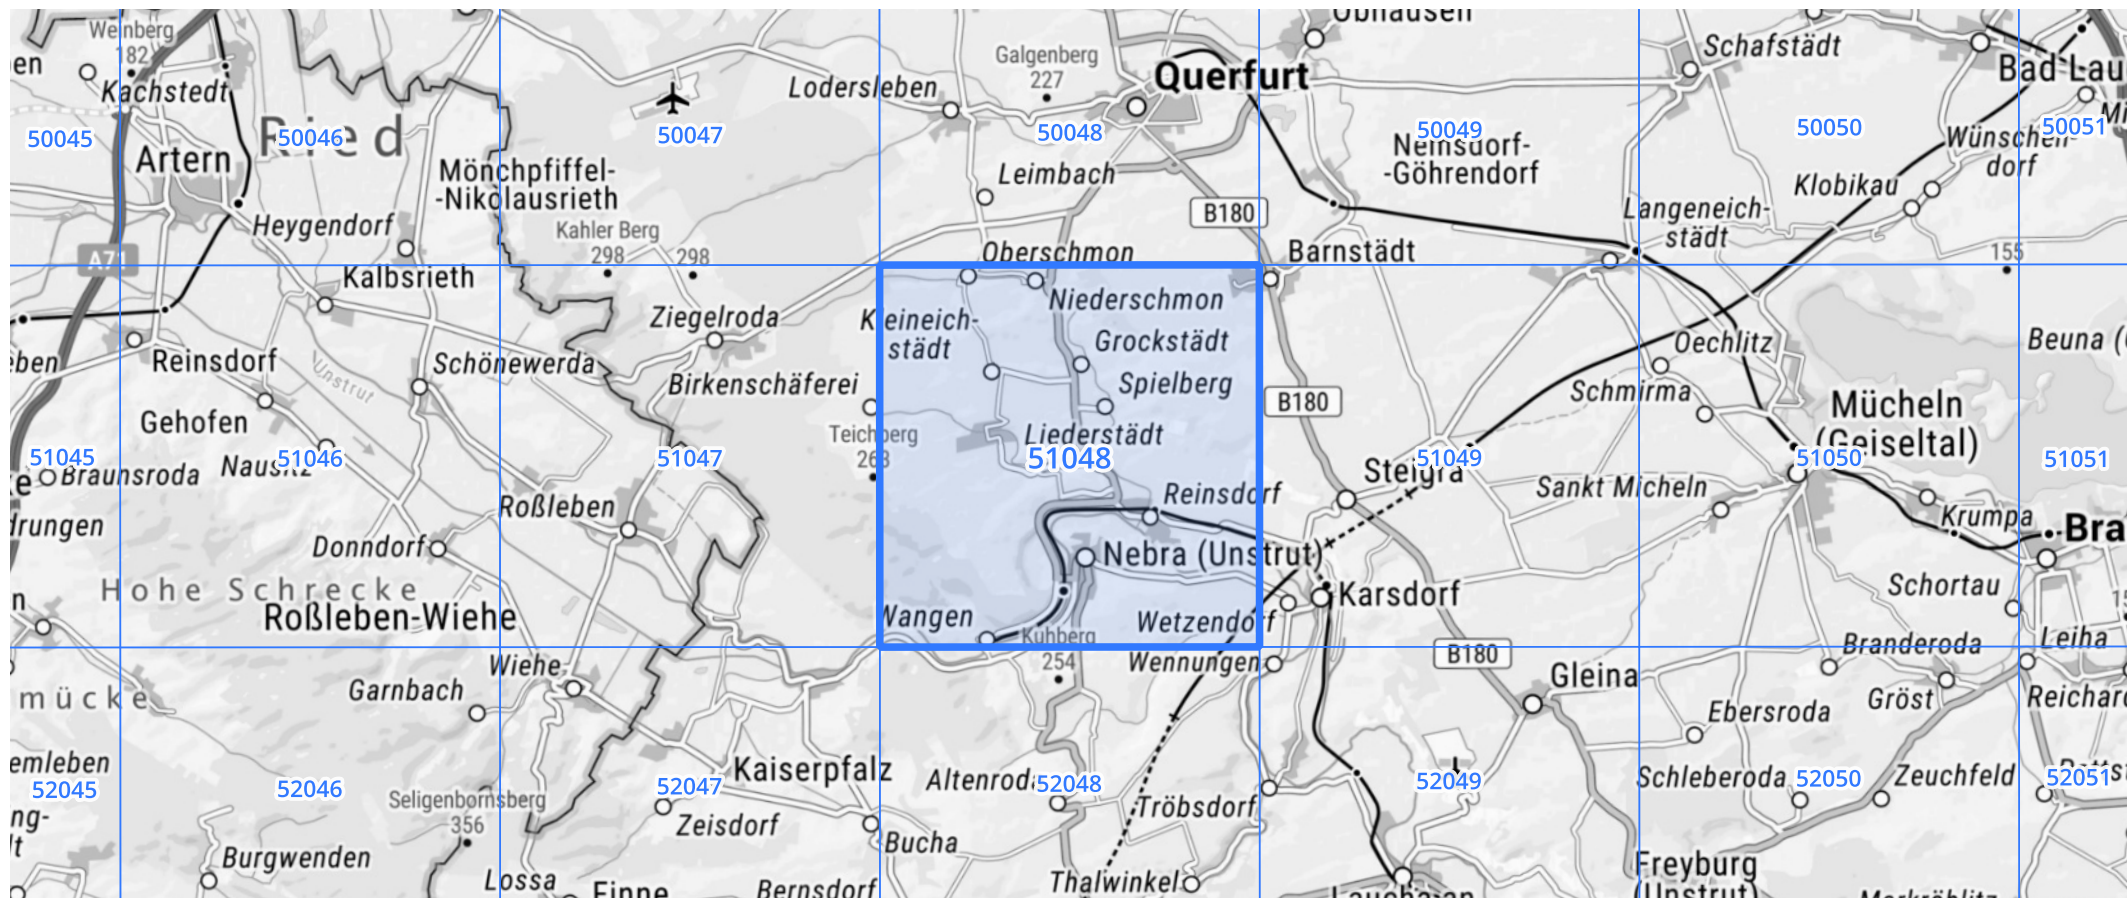 Weinberg
182
Kachstedt
50045
Artern
Ried
50046
Heygendorf
Mönchpfiffel-
-Nikolausrieth
50047
Kahler Berg
298
298
Lodersleben
Galgenberg
227
Querfurt
50048
Leimbach
B180
Oberschmon
50049
Nemsdorf-
-Göhrendorf
Barnstädt
Schafstädt
50050
Bad Lau
50051
Wünschen-
dorf
Klobikau
Langeneich-
städt
155
A71
Kalbsrieth
Reinsdorf
Unstrut
Schönewerda
Ziegelroda
Birkenschäferei
Teichberg
263
Gehofen
51045
51046
Braunsroda
Nausitz
51047
Roßleben
Donndorf
Hohe Schrecke
Roßleben-Wiehe
Kleineich-
städt
Niederschmon
Grockstädt
Spielberg
Liederstädt
51048
Reinsdorf
Nebra (Unstrut)
Wangen
Kuhberg
254
Wetzendorf
B180
Steigra
51049
Karsdorf
B180
Oechlitz
Schmirma
Mücheln
(Geiseltal)
51050
Sankt Micheln
Krumpa
Beuna (
51051
Bra
Schortau
Leiha
Branderoda
Wiehe
Garnbach
52045
52046
Seligenbornsberg
356
Burgwenden
Lossa
Finne
52047
Kaiserpfalz
Zeisdorf
Bernsdorf
Bucha
Wennungen
Altenroda
52048
Tröbsdorf
Thalwinkel
Gleina
52049
Ebersroda
Gröst
Schleberoda
52050
Zeuchfeld
52051
Freyburg
(Unstrut)